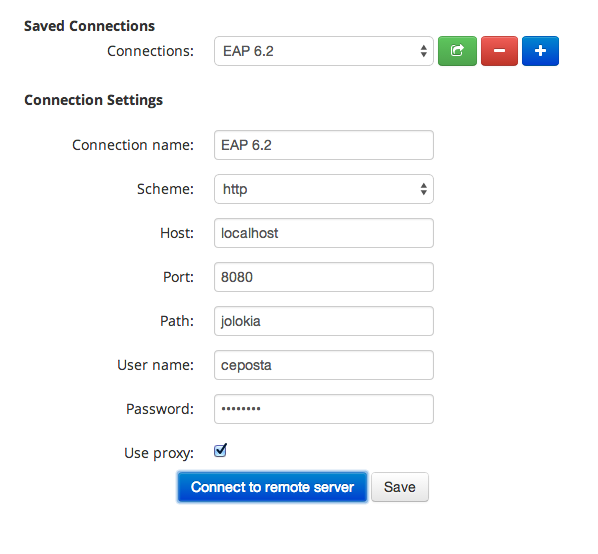 Saved Connections
Connections: EAP 6.2
Connection Settings
Connection name: EAP 6.2
Scheme: http
Host: localhost
Port: 8080
Path: jolokia
User name: ceposta
Password: ••••••••
Use proxy:
Connect to remote server Save